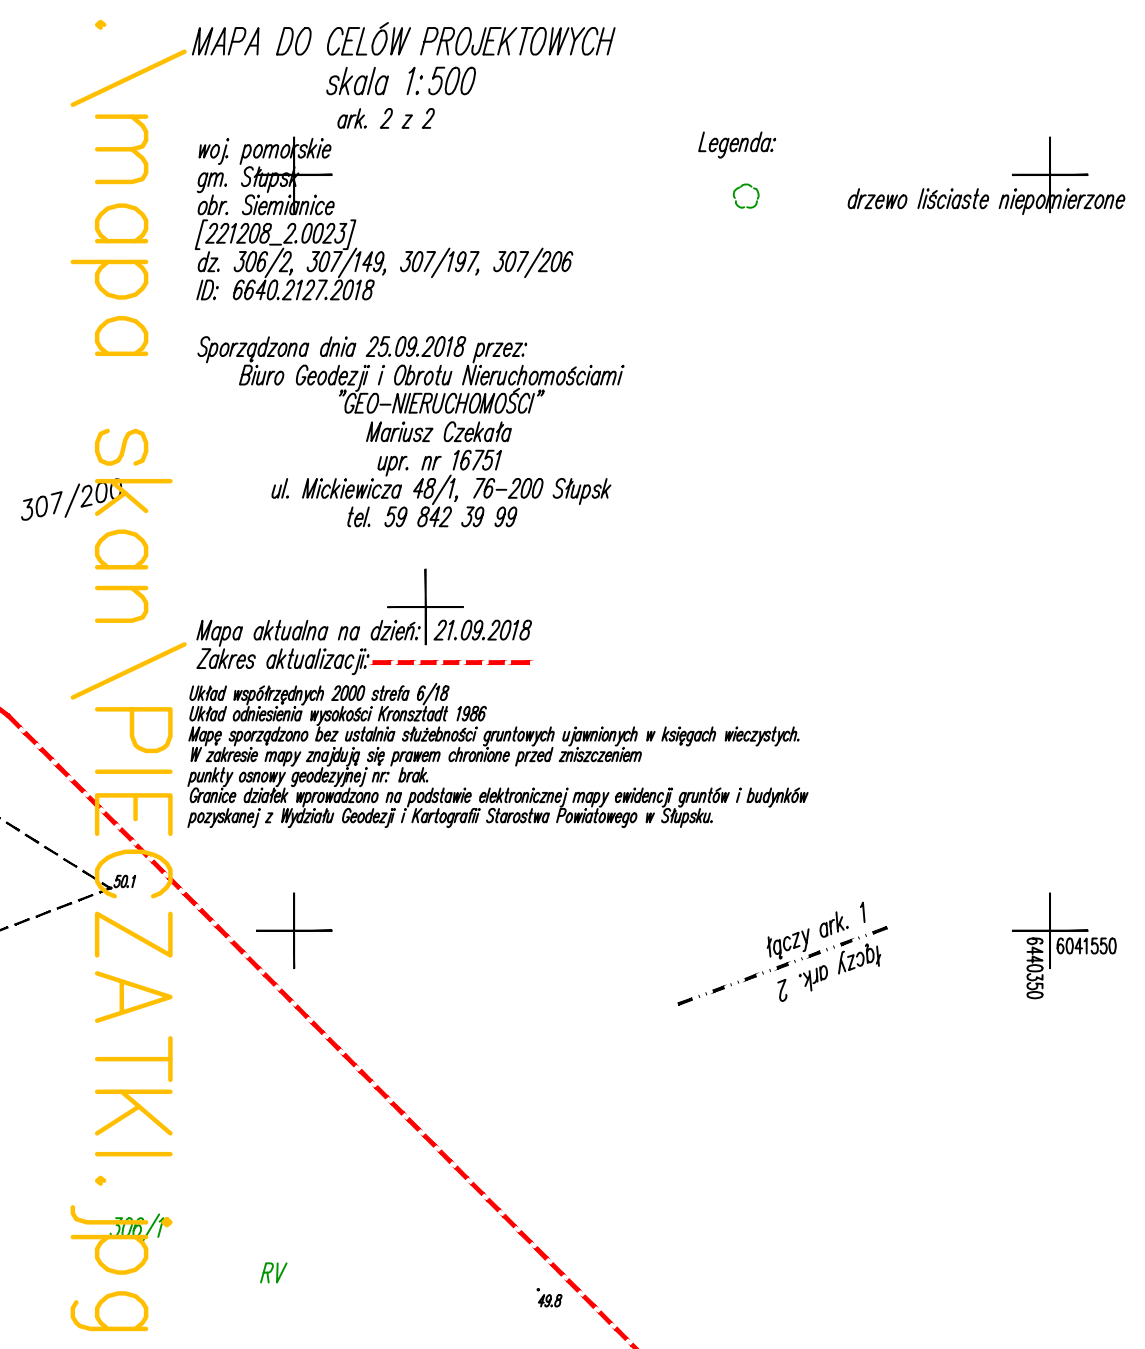 MAPA DO CELÓW PROJEKTOWYCH
skala 1:500
ark. 2 z 2
woj. pomorskie
gm. Słupsk
obr. Siemianice
[221208_2.0023]
dz. 306/2, 307/149, 307/197, 307/206
ID: 6640.2127.2018
Legenda:
drzewo liściaste niepomierzone
Sporządzona dnia 25.09.2018 przez:
Biuro Geodezji i Obrotu Nieruchomościami
"GEO-NIERUCHOMOŚCI"
Mariusz Czekała
upr. nr 16751
ul. Mickiewicza 48/1, 76-200 Słupsk
tel. 59 842 39 99
307/200
Mapa aktualna na dzień: 21.09.2018
Zakres aktualizacji:
Układ współrzędnych 2000 strefa 6/18
Układ odniesienia wysokości Kronsztadt 1986
Mapę sporządzono bez ustalnia służebności gruntowych ujawnionych w księgach wieczystych.
W zakresie mapy znajdują się prawem chronione przed zniszczeniem
punkty osnowy geodezyjnej nr: brak.
Granice działek wprowadzono na podstawie elektronicznej mapy ewidencji gruntów i budynków
pozyskanej z Wydziału Geodezji i Kartografii Starostwa Powiatowego w Słupsku.
.\mapa skan\PIECZATKI.jpg
50.1
łączy ark. 1
łączy ark. 2
6041550
6440350
306/1
RV
49.8